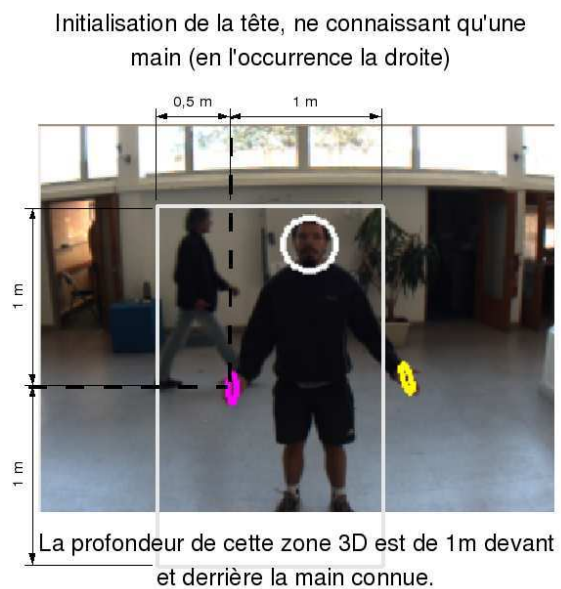 Initialisation de la tête, ne connaissant qu'une
main (en l'occurrence la droite)
0,5 m
1 m
1 m
1 m
La profondeur de cette zone 3D est de 1m devant
et derrière la main connue.